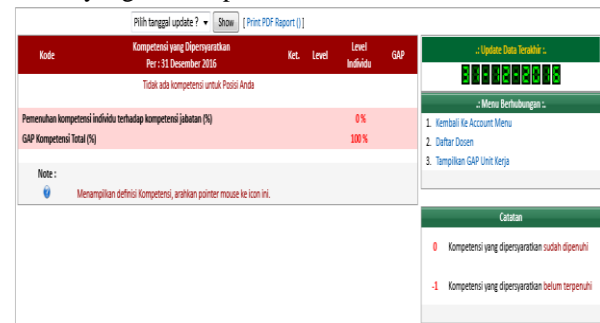 Pilih tanggal update ? Show [ Print PDF Raport () ]
Kode Kompetensi yang Dipersyaratkan Per : 31 Desember 2016 Ket. Level Level Individu GAP
Tidak ada kompetensi untuk Posisi Anda
Pemenuhan kompetensi individu terhadap kompetensi jabatan (%) 0 %
GAP Kompetensi Total (%) 100 %
Note :
Menampilkan definisi Kompetensi, arahkan pointer mouse ke icon ini.
.: Update Data Terakhir :.
31-12-2016
.: Menu Berhubungan :.
1. Kembali Ke Account Menu
2. Daftar Dosen
3. Tampilkan GAP Unit Kerja
Catatan
0 Kompetensi yang dipersyaratkan sudah dipenuhi
-1 Kompetensi yang dipersyaratkan belum terpenuhi